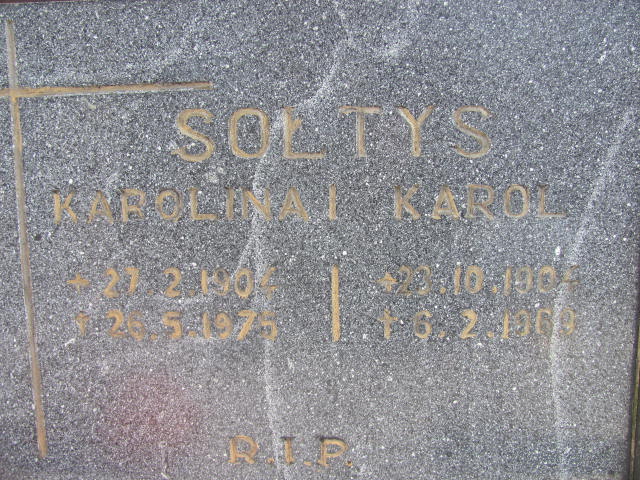 SOŁTYS
KAROLINA I KAROL
+ 27.2.1904 | + 23.10.1904
† 26.5.1975 | † 6.2.1969
R.I.P.